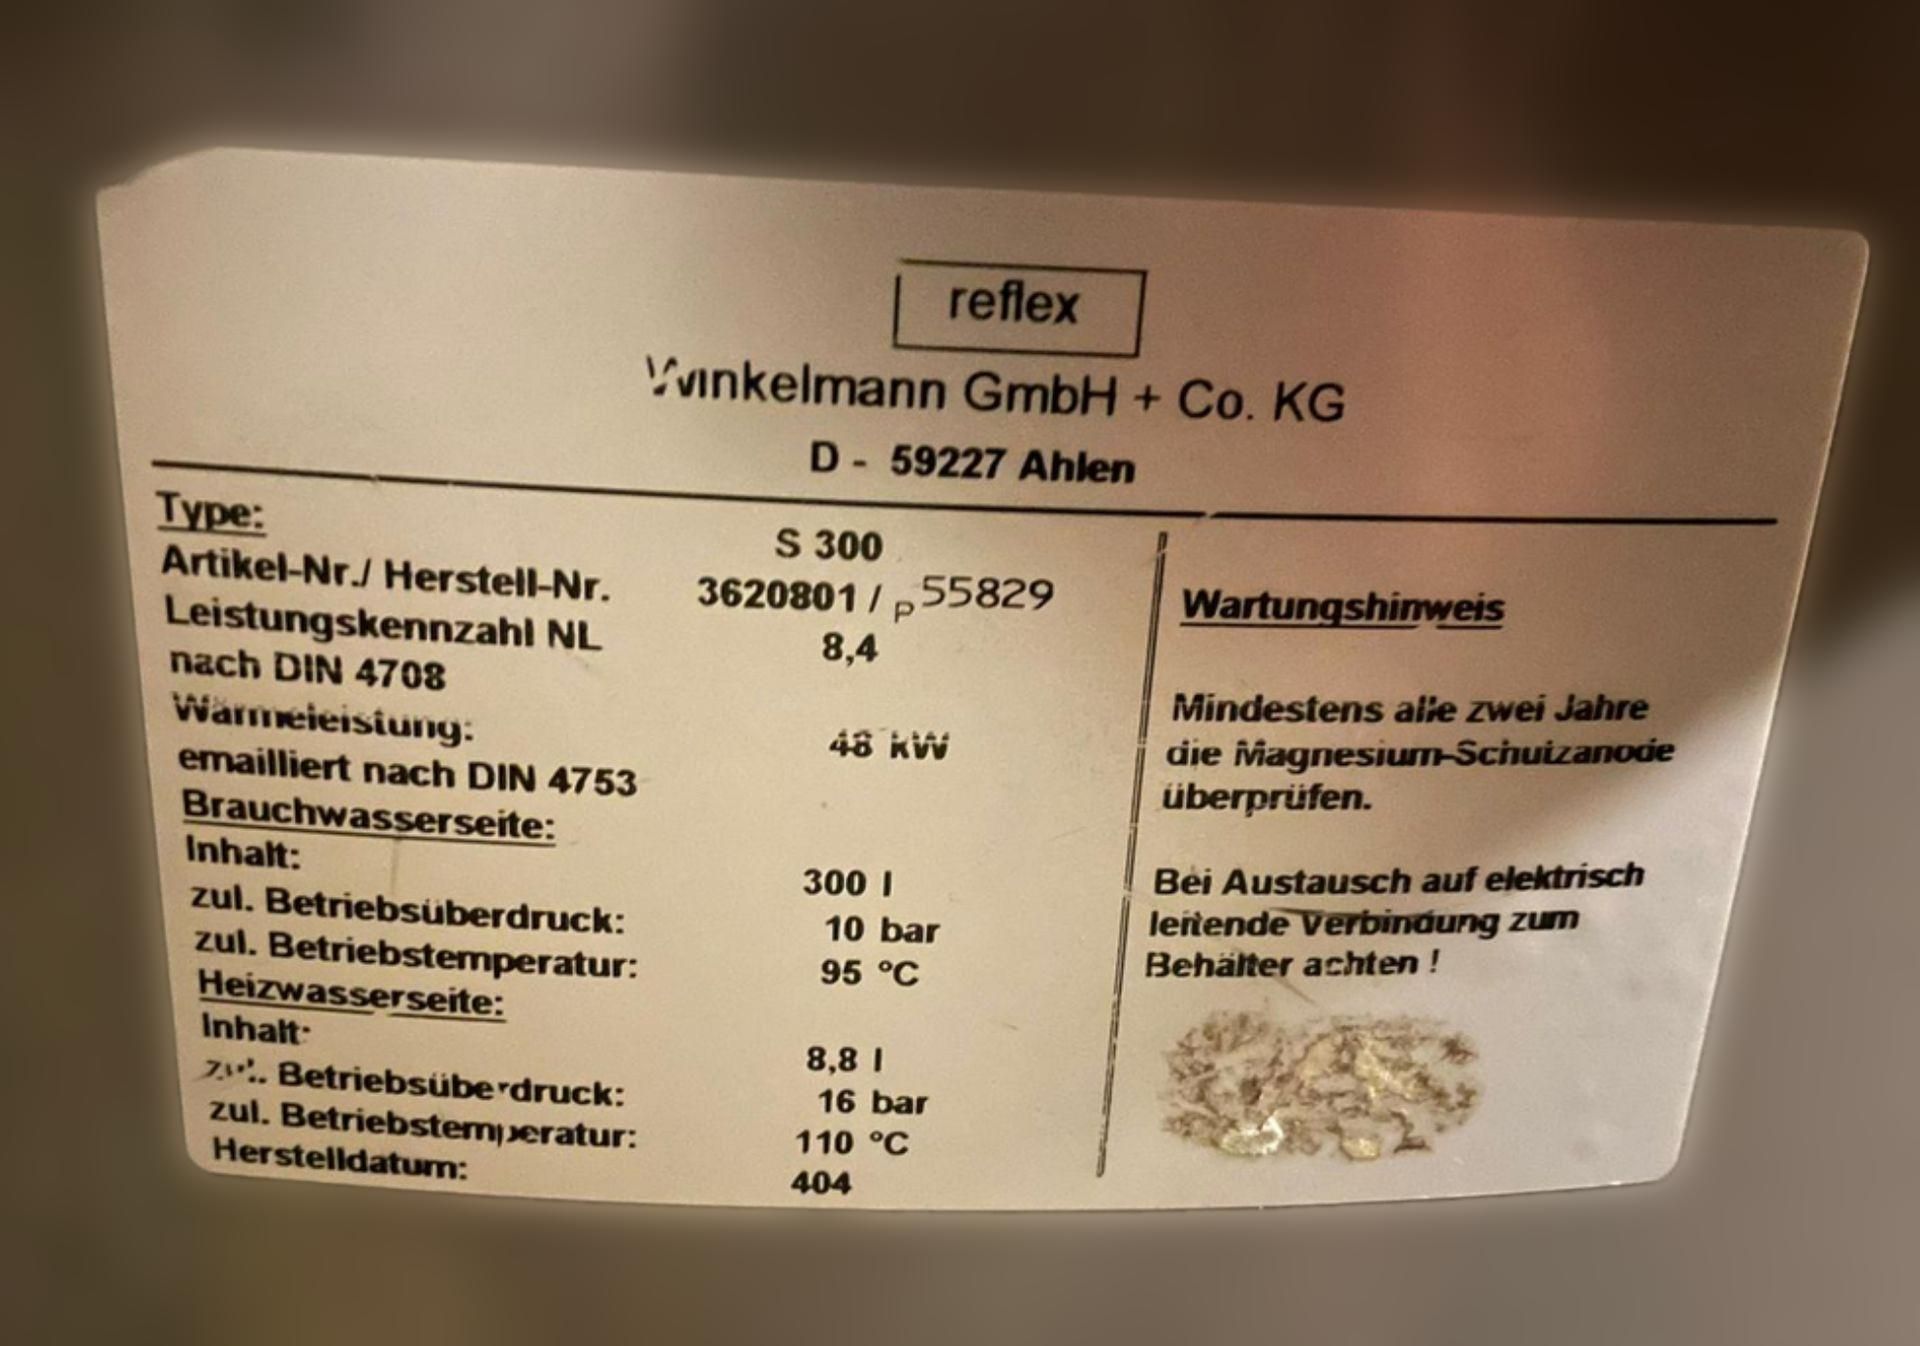 reflex
Winkelmann GmbH + Co. KG
D - 59227 Ahlen
Type: S 300
Artikel-Nr./ Herstell-Nr. 3620801 / P 55829
Leistungskennzahl NL 8,4
nach DIN 4708
Wärmeleistung: 48 kW
emailliert nach DIN 4753
Brauchwasserseite:
Inhalt: 300 l
zul. Betriebsüberdruck: 10 bar
zul. Betriebstemperatur: 95 °C
Heizwasserseite:
Inhalt: 8,8 l
zul. Betriebsüberdruck: 16 bar
zul. Betriebstemperatur: 110 °C
Herstelldatum: 404
Wartungshinweis
Mindestens alle zwei Jahre
die Magnesium-Schutzanode
überprüfen.
Bei Austausch auf elektrisch
leitende Verbindung zum
Behälter achten !